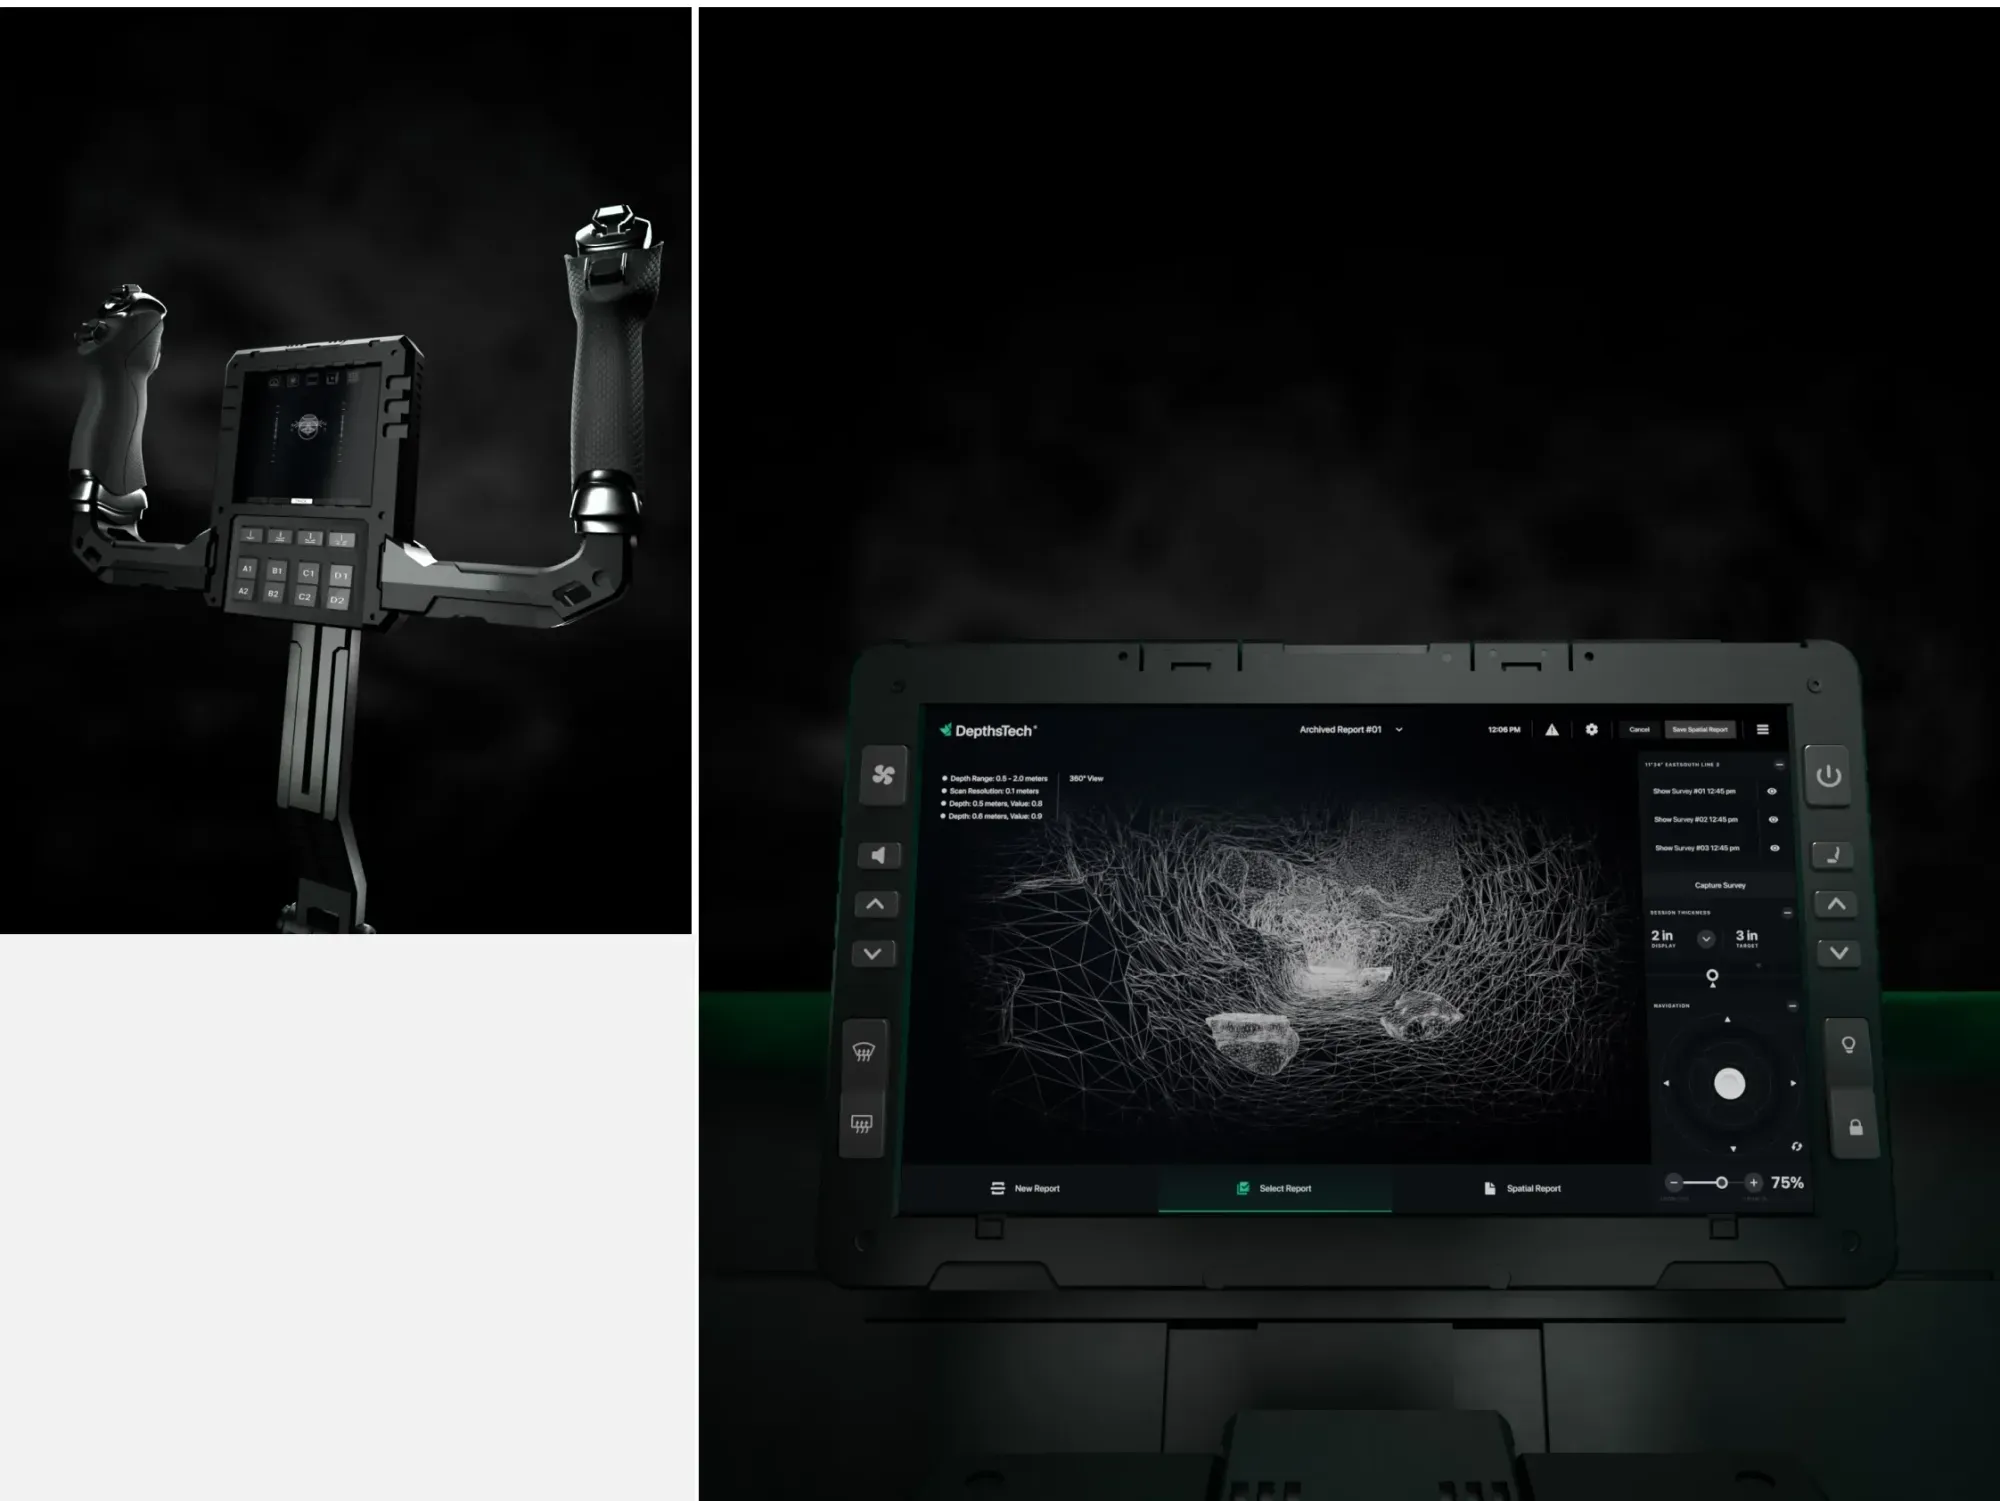 A1 B1 C1 D1
A2 B2 C2 D2
DepthsTech
Archived Report #01
12:06 PM
Cancel
Save Spatial Report
Depth Range: 0.5 - 2.0 meters
Scan Resolution: 0.1 meters
Depth: 0.5 meters, Value: 0.8
Depth: 0.6 meters, Value: 0.9
360° View
11°34" EASTSOUTH LINE 2
Show Survey #01 12:45 pm
Show Survey #02 12:45 pm
Show Survey #03 12:45 pm
Capture Survey
SESSION THICKNESS
2 in
DISPLAY
3 in
TARGET
NAVIGATION
75%
New Report
Select Report
Spatial Report